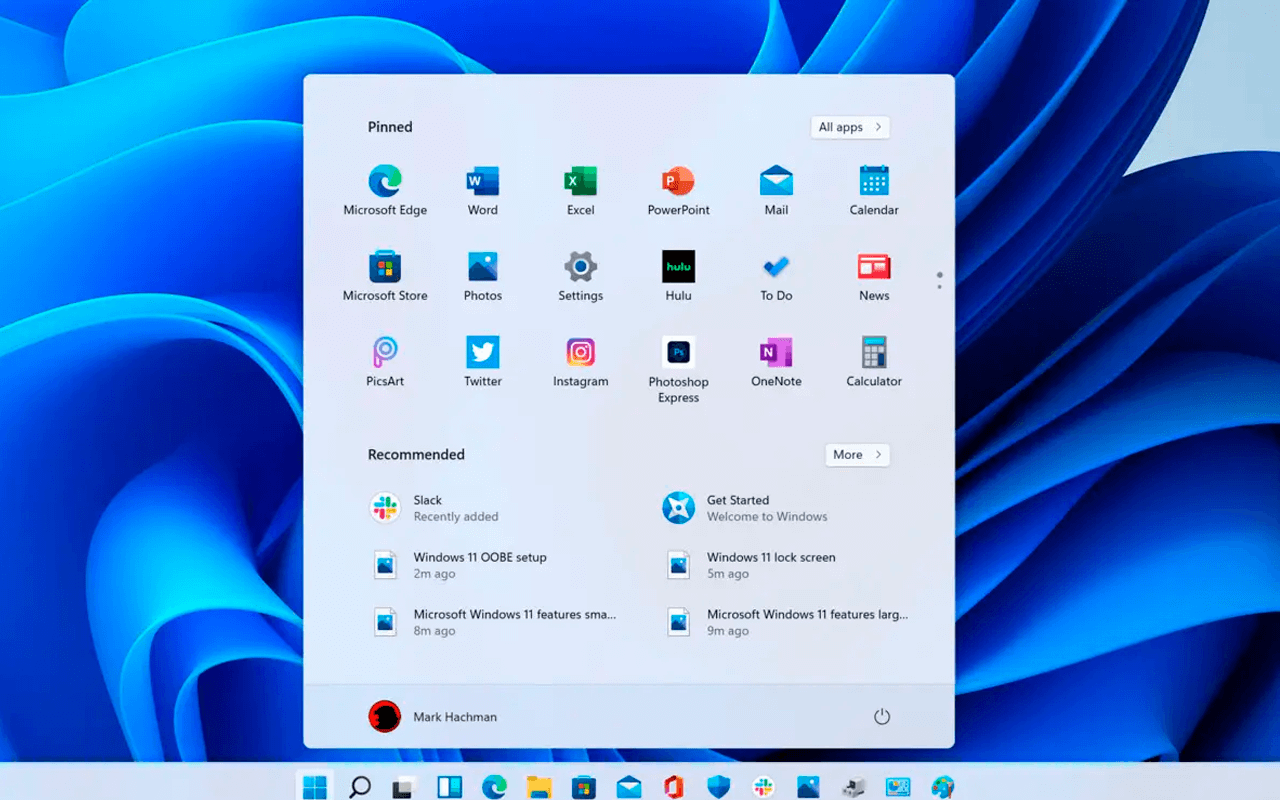 Pinned
All apps
Microsoft Edge
Word
Excel
PowerPoint
Mail
Calendar
Microsoft Store
Photos
Settings
hulu
Hulu
To Do
News
PicsArt
Twitter
Instagram
Ps
Photoshop
Express
OneNote
Calculator
Recommended
More
Slack
Recently added
Get Started
Welcome to Windows
Windows 11 OOBE setup
2m ago
Windows 11 lock screen
5m ago
Microsoft Windows 11 features sma...
8m ago
Microsoft Windows 11 features larg...
9m ago
Mark Hachman